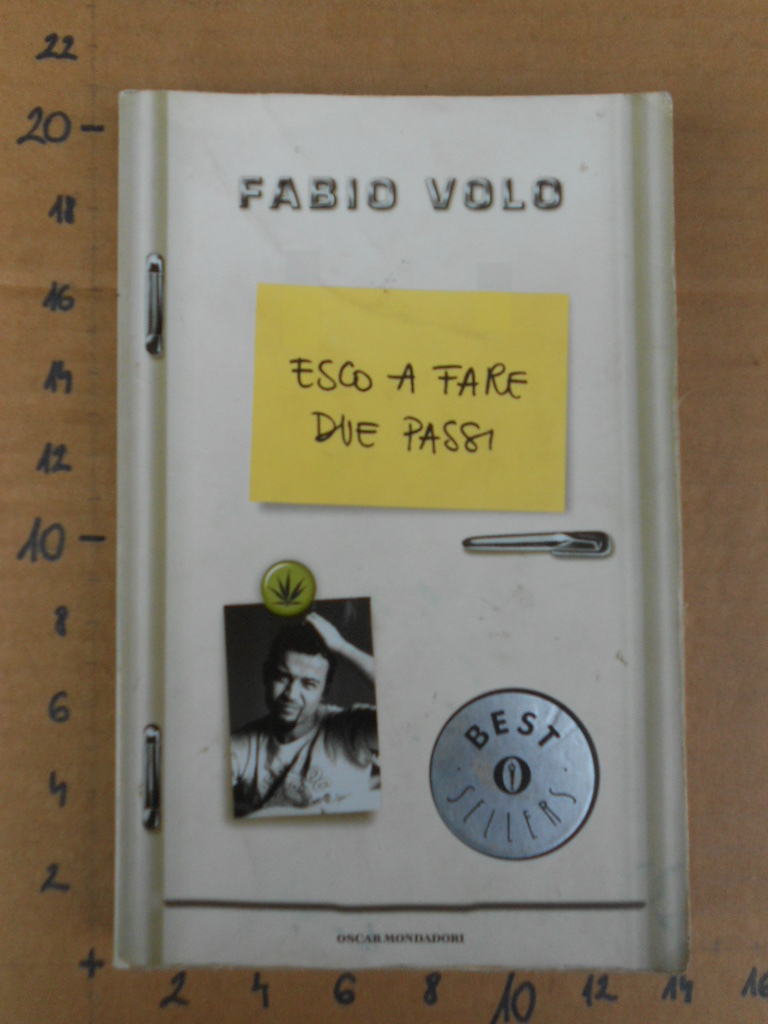 22
20
18
16
14
12
10
8
6
4
2
FABIO VOLO
ESCO A FARE
DUE PASSI
BEST
SELLERS
OSCAR MONDADORI
+ 2 4 6 8 10 12 14 16